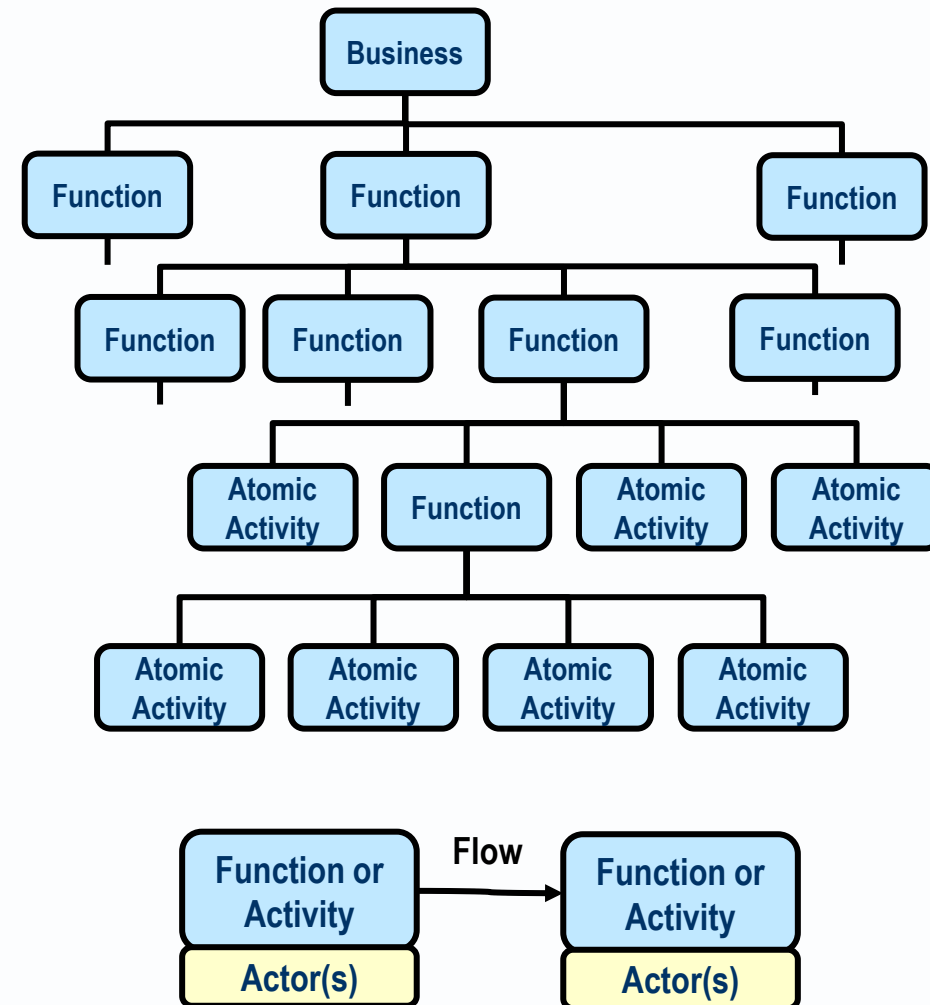 Business
Function
Function
Function
Function
Function
Function
Function
Atomic
Activity
Function
Atomic
Activity
Atomic
Activity
Atomic
Activity
Atomic
Activity
Atomic
Activity
Atomic
Activity
Flow
Function or
Activity
Actor(s)
Function or
Activity
Actor(s)